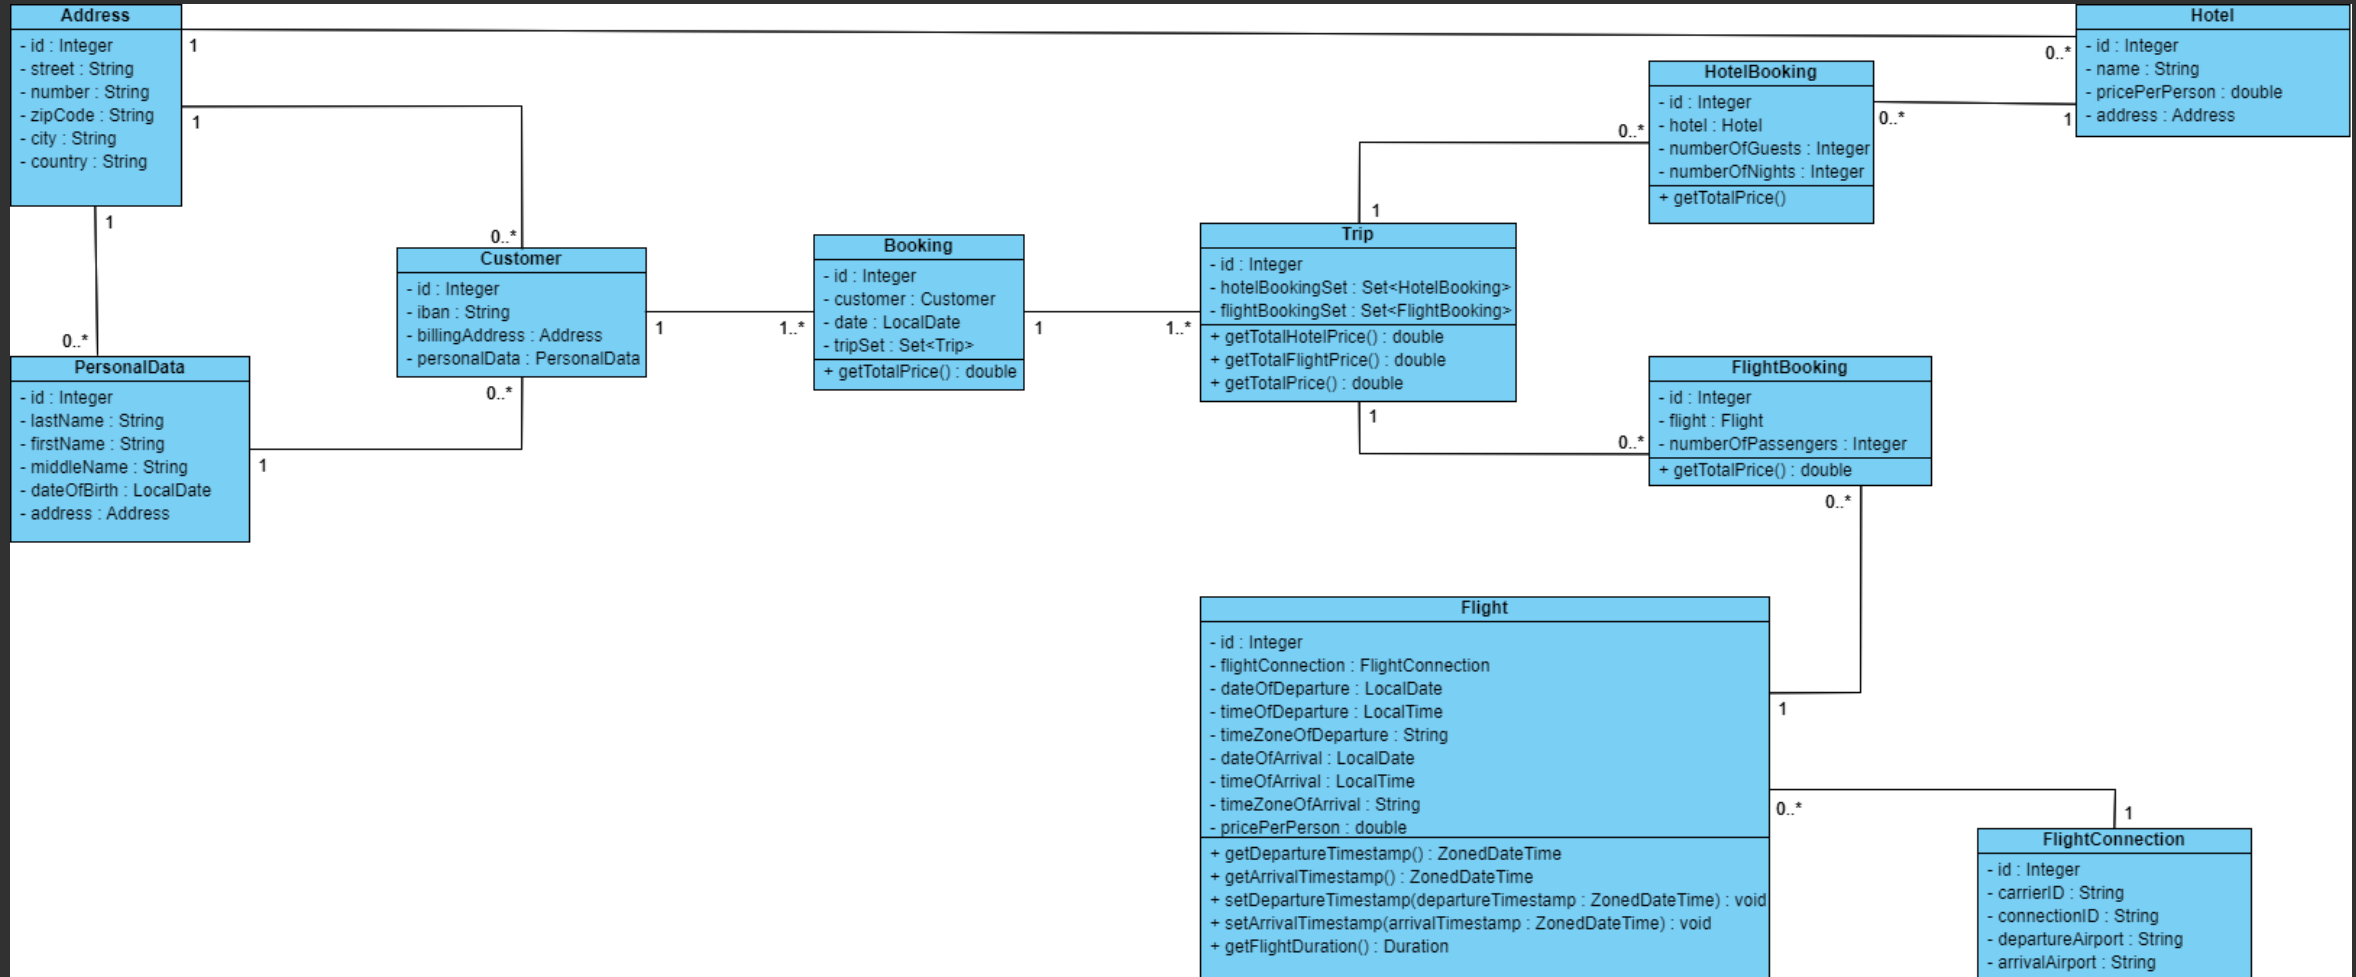 Address
- id : Integer
- street : String
- number : String
- zipCode : String
- city : String
- country : String
1
1
1
0..*
Hotel
- id : Integer
- name : String
- pricePerPerson : double
- address : Address
0..*
1
HotelBooking
- id : Integer
- hotel : Hotel
- numberOfGuests : Integer
- numberOfNights : Integer
+ getTotalPrice()
0..*
0..*
1
0..*
Customer
- id : Integer
- iban : String
- billingAddress : Address
- personalData : PersonalData
1
1..*
0..*
Booking
- id : Integer
- customer : Customer
- date : LocalDate
- tripSet : Set<Trip>
+ getTotalPrice() : double
1
1..*
Trip
- id : Integer
- hotelBookingSet : Set<HotelBooking>
- flightBookingSet : Set<FlightBooking>
+ getTotalHotelPrice() : double
+ getTotalFlightPrice() : double
+ getTotalPrice() : double
1
0..*
0..*
PersonalData
- id : Integer
- lastName : String
- firstName : String
- middleName : String
- dateOfBirth : LocalDate
- address : Address
1
FlightBooking
- id : Integer
- flight : Flight
- numberOfPassengers : Integer
+ getTotalPrice() : double
0..*
Flight
- id : Integer
- flightConnection : FlightConnection
- dateOfDeparture : LocalDate
- timeOfDeparture : LocalTime
- timeZoneOfDeparture : String
- dateOfArrival : LocalDate
- timeOfArrival : LocalTime
- timeZoneOfArrival : String
- pricePerPerson : double
+ getDepartureTimestamp() : ZonedDateTime
+ getArrivalTimestamp() : ZonedDateTime
+ setDepartureTimestamp(departureTimestamp : ZonedDateTime) : void
+ setArrivalTimestamp(arrivalTimestamp : ZonedDateTime) : void
+ getFlightDuration() : Duration
1
0..*
1
FlightConnection
- id : Integer
- carrierID : String
- connectionID : String
- departureAirport : String
- arrivalAirport : String